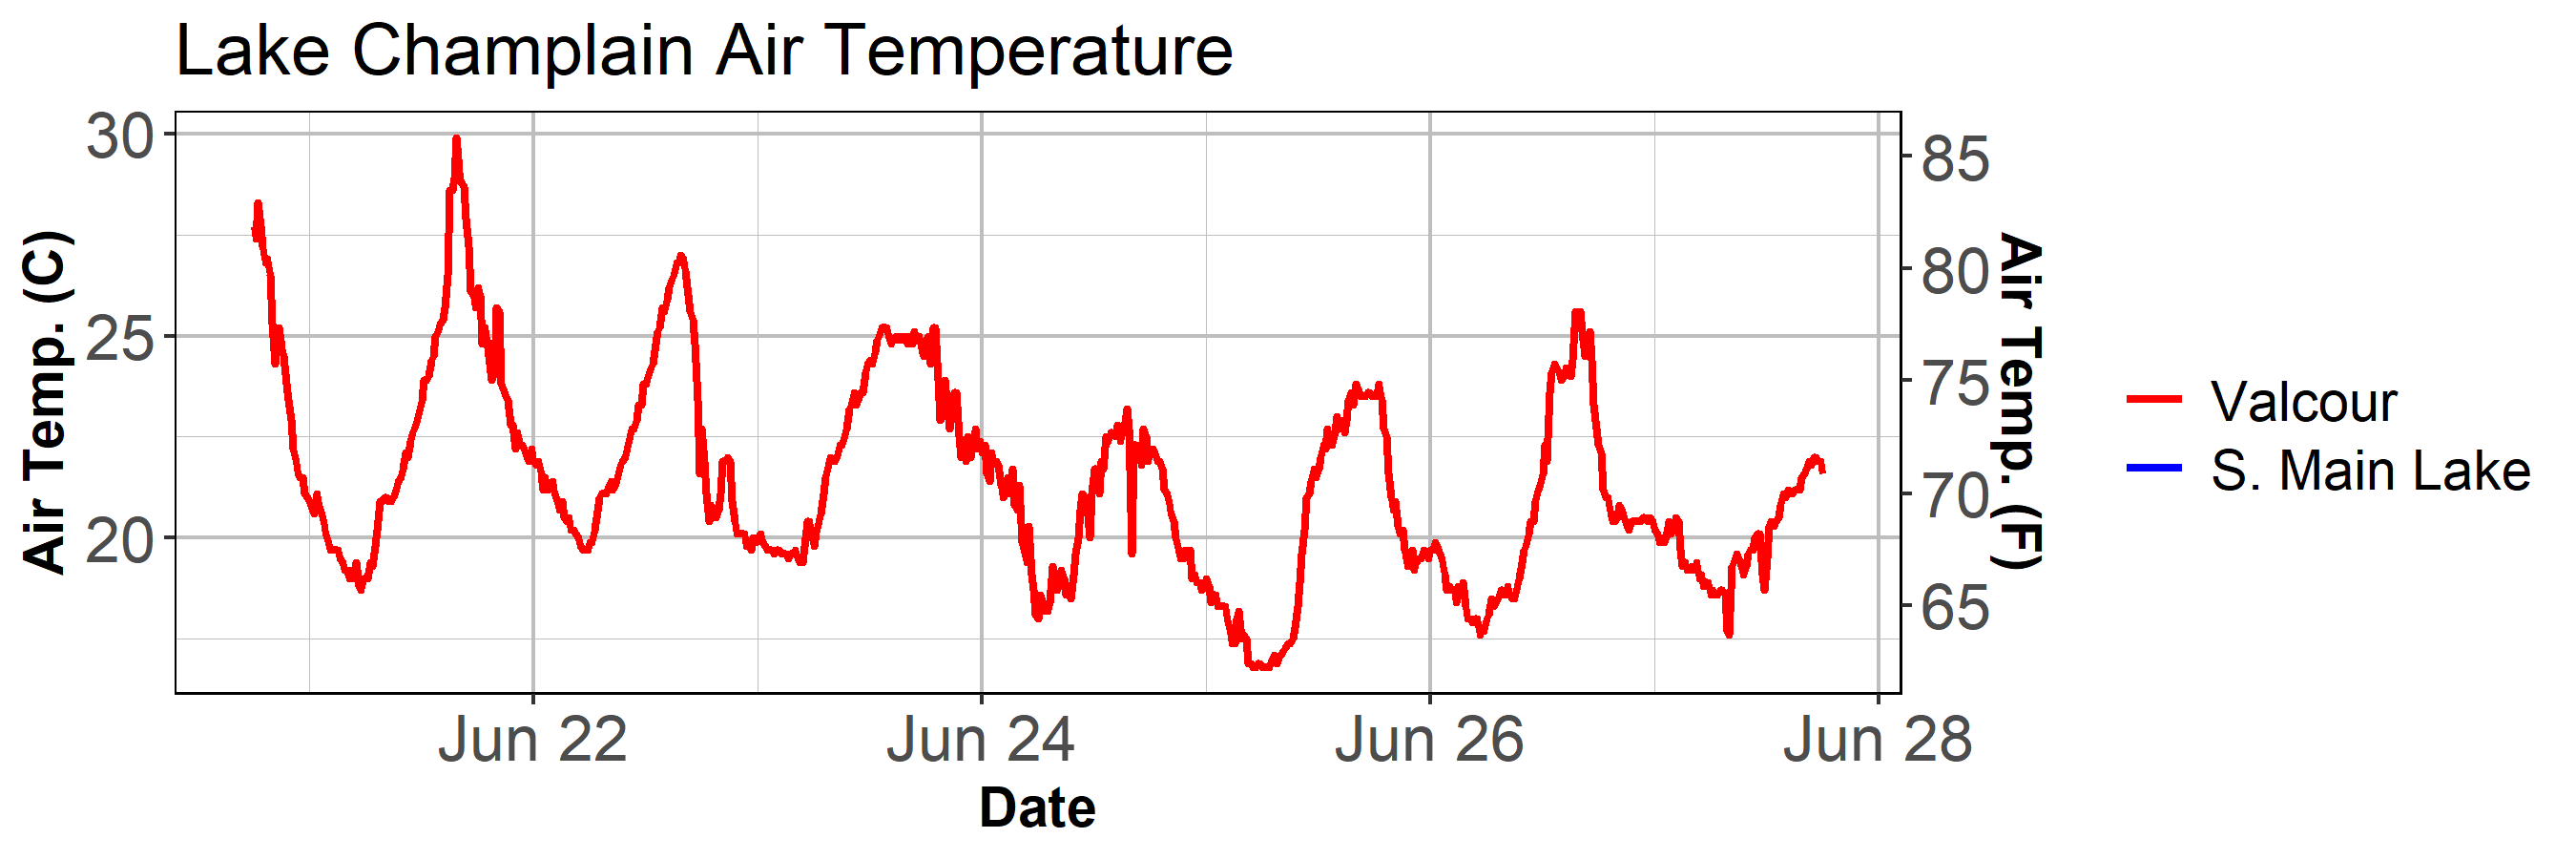 Lake Champlain Air Temperature
Air Temp. (C)
30
25
20
85
80
75
70
65
Air Temp. (F)
Jun 22
Jun 24
Jun 26
Jun 28
Date
Valcour
S. Main Lake